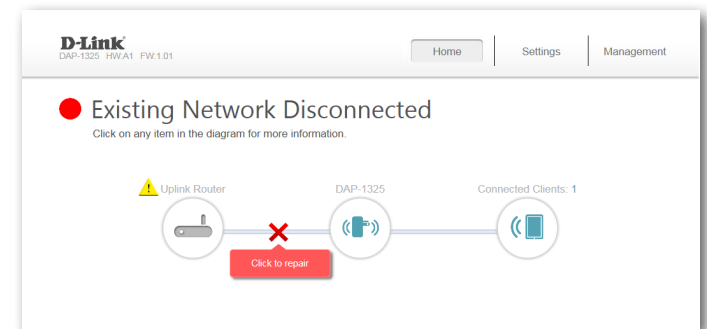 D-Link
DAP-1325 HW:A1 FW:1.01
Home Settings Management
Existing Network Disconnected
Click on any item in the diagram for more information.
Uplink Router DAP-1325 Connected Clients: 1
Click to repair